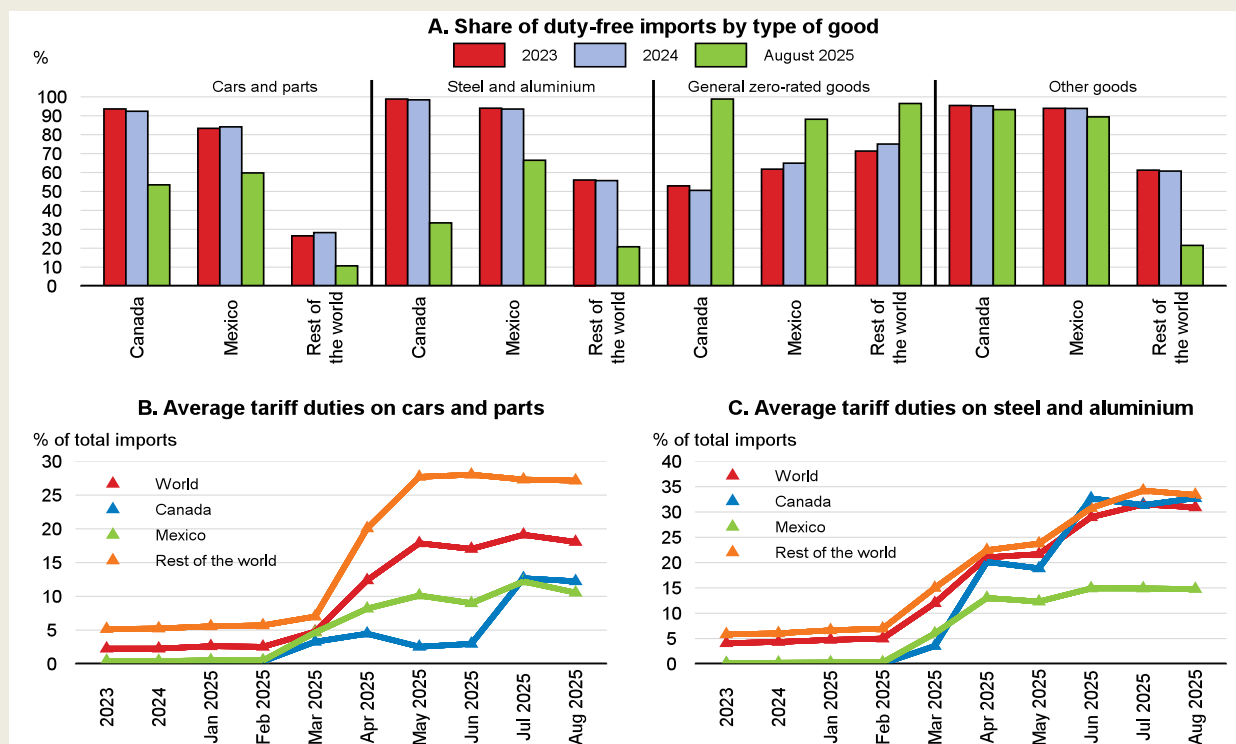 A. Share of duty-free imports by type of good
2023 2024 August 2025
%
Cars and parts Steel and aluminium General zero-rated goods Other goods
100
90
80
70
60
50
40
30
20
10
0
Canada
Mexico
Rest of
the world
Canada
Mexico
Rest of
the world
Canada
Mexico
Rest of
the world
Canada
Mexico
Rest of
the world
B. Average tariff duties on cars and parts
% of total imports
30
25
20
15
10
5
0
World
Canada
Mexico
Rest of the world
2023
2024
Jan 2025
Feb 2025
Mar 2025
Apr 2025
May 2025
Jun 2025
Jul 2025
Aug 2025
C. Average tariff duties on steel and aluminium
% of total imports
40
35
30
25
20
15
10
5
0
World
Canada
Mexico
Rest of the world
2023
2024
Jan 2025
Feb 2025
Mar 2025
Apr 2025
May 2025
Jun 2025
Jul 2025
Aug 2025